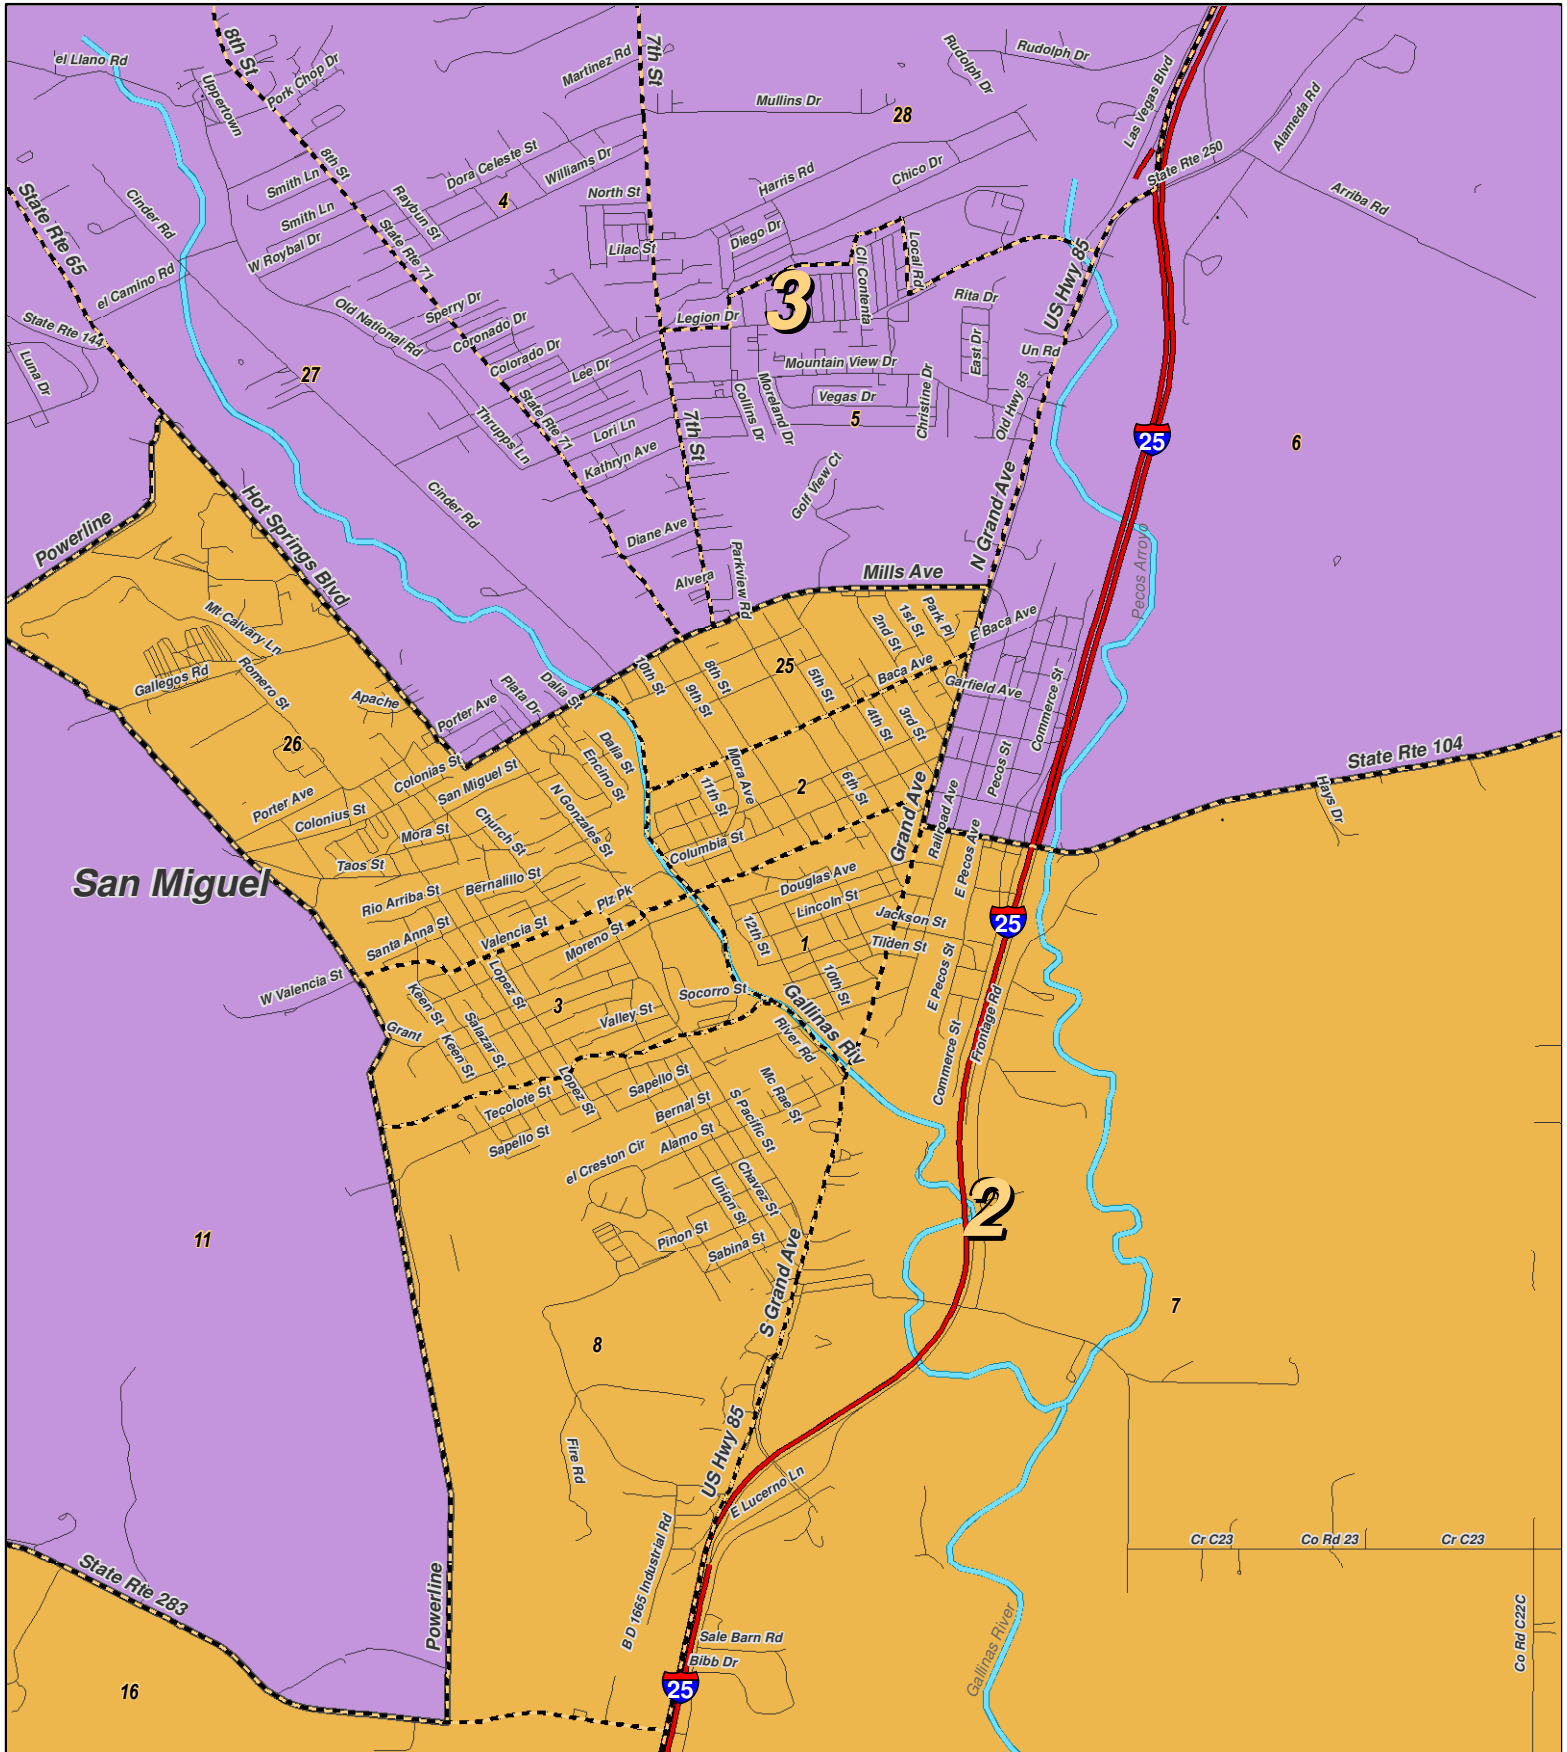 el Llano Rd
8th St
Pork Chop Dr
Uppertown
Martinez Rd
7th St
Mullins Dr
28
Rudolph Dr
Rudolph Dr
Las Vegas Blvd
Alameda Rd
State Rte 250
Arriba Rd
State Rte 65
Cinder Rd
Smith Ln
8th St
Smith Ln
Raybun St
Dora Celeste St
Williams Dr
4
North St
Harris Rd
Chico Dr
W Roybal Dr
State Rte 71
Lilac St
Diego Dr
Cll Contenta
Local Rd
US Hwy 85
el Camino Rd
State Rte 144
Luna Dr
Old National Rd
Sperry Dr
Coronado Dr
Colorado Dr
Lee Dr
Legion Dr
3
Rita Dr
East Dr
Un Rd
27
Mountain View Dr
Vegas Dr
5
Collins Dr
Moreland Dr
Christine Dr
Old Hwy 85
25
6
Thrupps Ln
State Rte 71
Lori Ln
Kathryn Ave
7th St
Golf View Ct
N Grand Ave
Cinder Rd
Hot Springs Blvd
Powerline
Diane Ave
Alvera
Parkview Rd
Mills Ave
Pecos Arroyo
Mt Calvary Ln
Gallegos Rd
Romero St
Apache
Porter Ave
Plata Dr
Dalia St
10th St
8th St
9th St
25
5th St
2nd St
1st St
Park Pl
E Baca Ave
Baca Ave
Garfield Ave
4th St
3rd St
Commerce St
26
Colonias St
San Miguel St
Dalia St
Encino St
Mora Ave
11th St
2
6th St
Grand Ave
Pecos St
State Rte 104
Hays Dr
Porter Ave
Colonius St
Mora St
Church St
N Gonzales St
Columbia St
Railroad Ave
E Pecos Ave
San Miguel
Taos St
Rio Arriba St
Bernalillo St
Plz Pk
Douglas Ave
Lincoln St
Jackson St
Tilden St
25
Santa Anna St
Valencia St
Moreno St
12th St
1
10th St
W Valencia St
Lopez St
Keen St
Socorro St
Gallinas Riv
E Pecos St
Frontage Rd
3
Valley St
Grant
Keen St
Salazar St
River Rd
Commerce St
Tecolote St
Lopez St
Sapello St
Mc Rae St
Bernal St
S Pacific St
Sapello St
Alamo St
el Creston Cir
Chavez St
Union St
2
11
Pinon St
Sabina St
S Grand Ave
7
8
US Hwy 85
Fire Rd
E Lucerno Ln
B D 1665 Industrial Rd
Cr C23
Co Rd 23
Cr C23
State Rte 283
Powerline
Sale Barn Rd
Bibb Dr
25
Gallinas River
Co Rd C22C
16